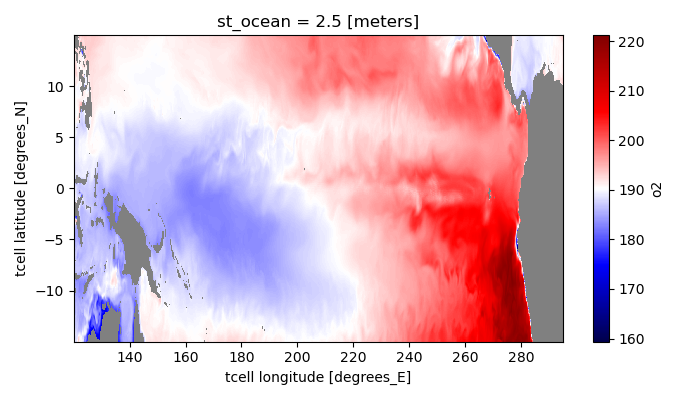 st_ocean = 2.5 [meters]
tcell latitude [degrees_N]
10
5
0
−5
−10
140 160 180 200 220 240 260 280
tcell longitude [degrees_E]
220
210
200
190
180
170
160
o2